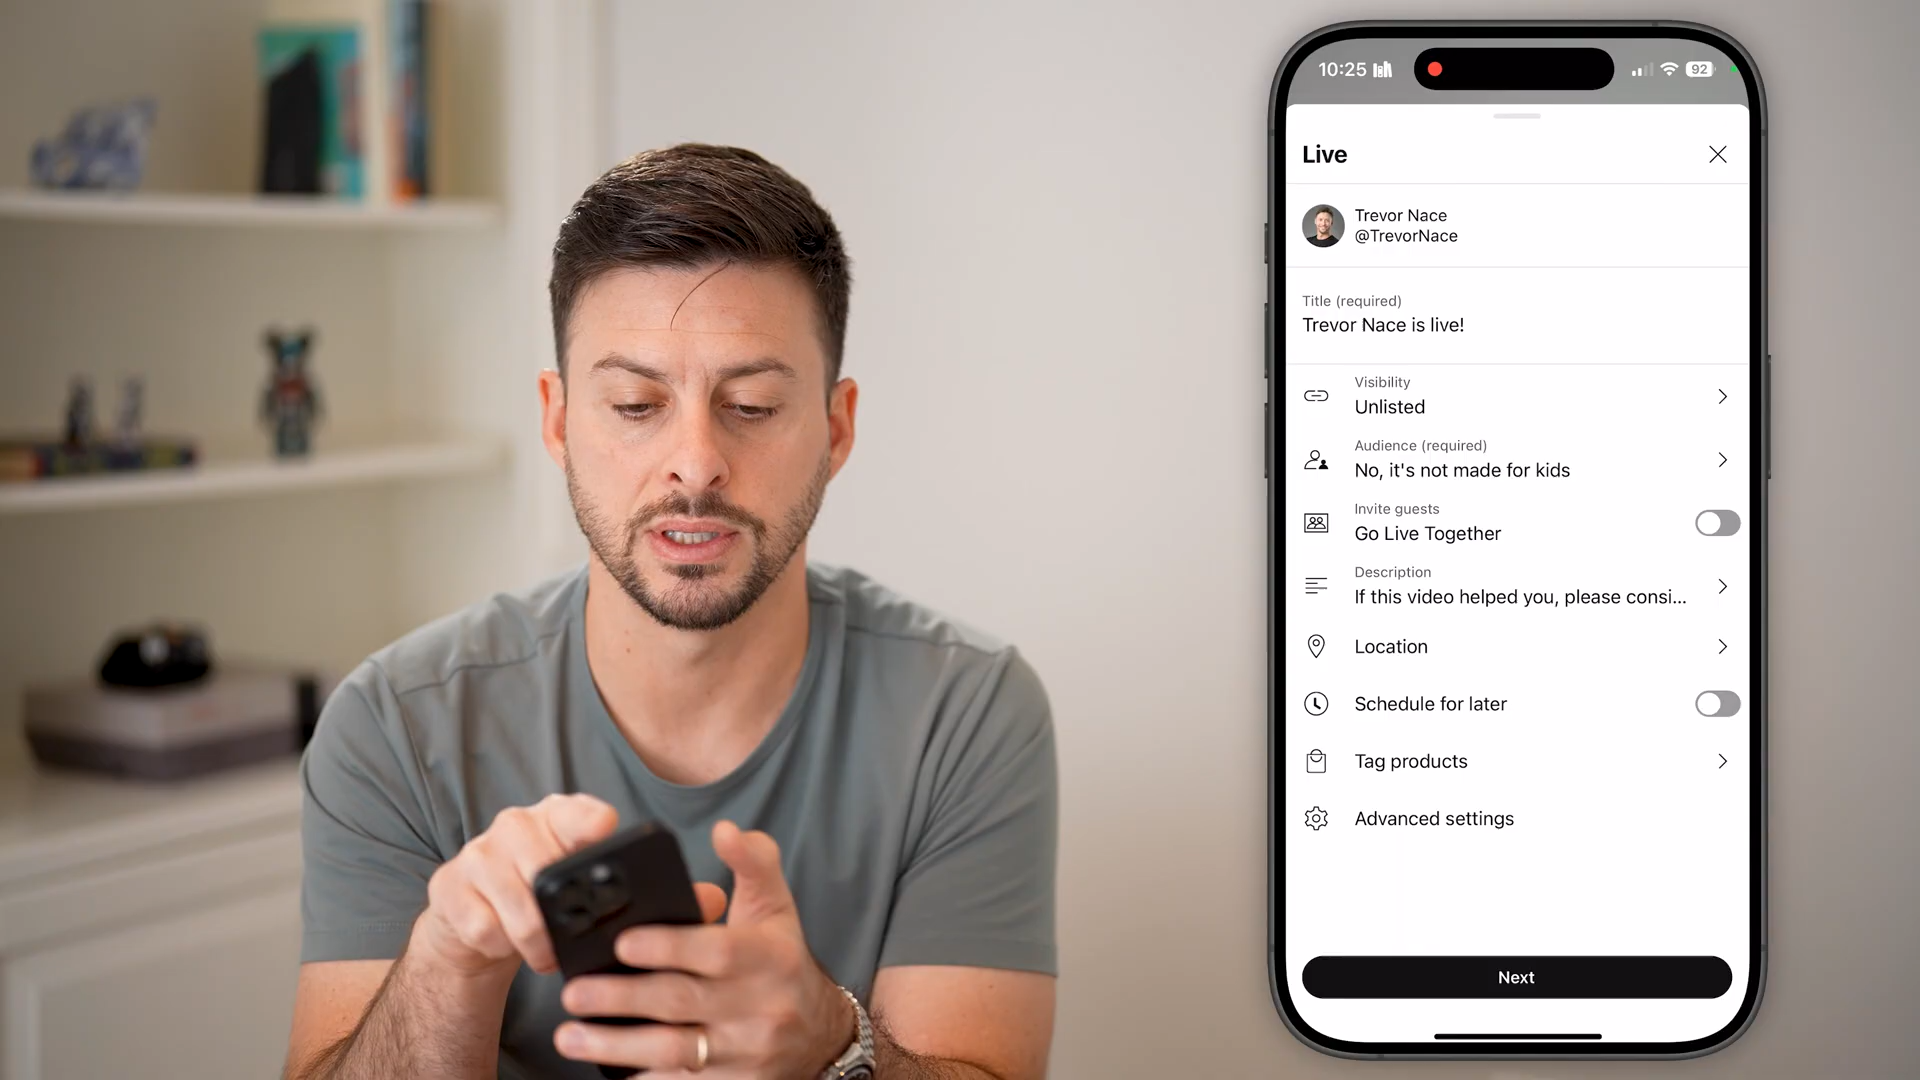 10:25
92
Live
Trevor Nace
@TrevorNace
Title (required)
Trevor Nace is live!
Visibility
Unlisted
Audience (required)
No, it's not made for kids
Invite guests
Go Live Together
Description
If this video helped you, please consi...
Location
Schedule for later
Tag products
Advanced settings
Next